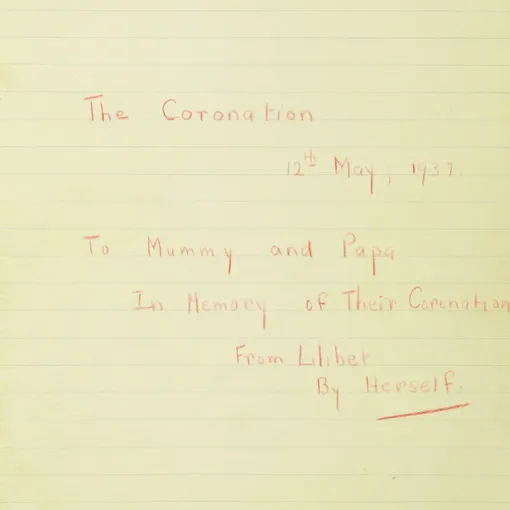 The Coronation
12th May, 1937.
To Mummy and Papa
In Memory of Their Coronation
From Lilibet
By Herself.